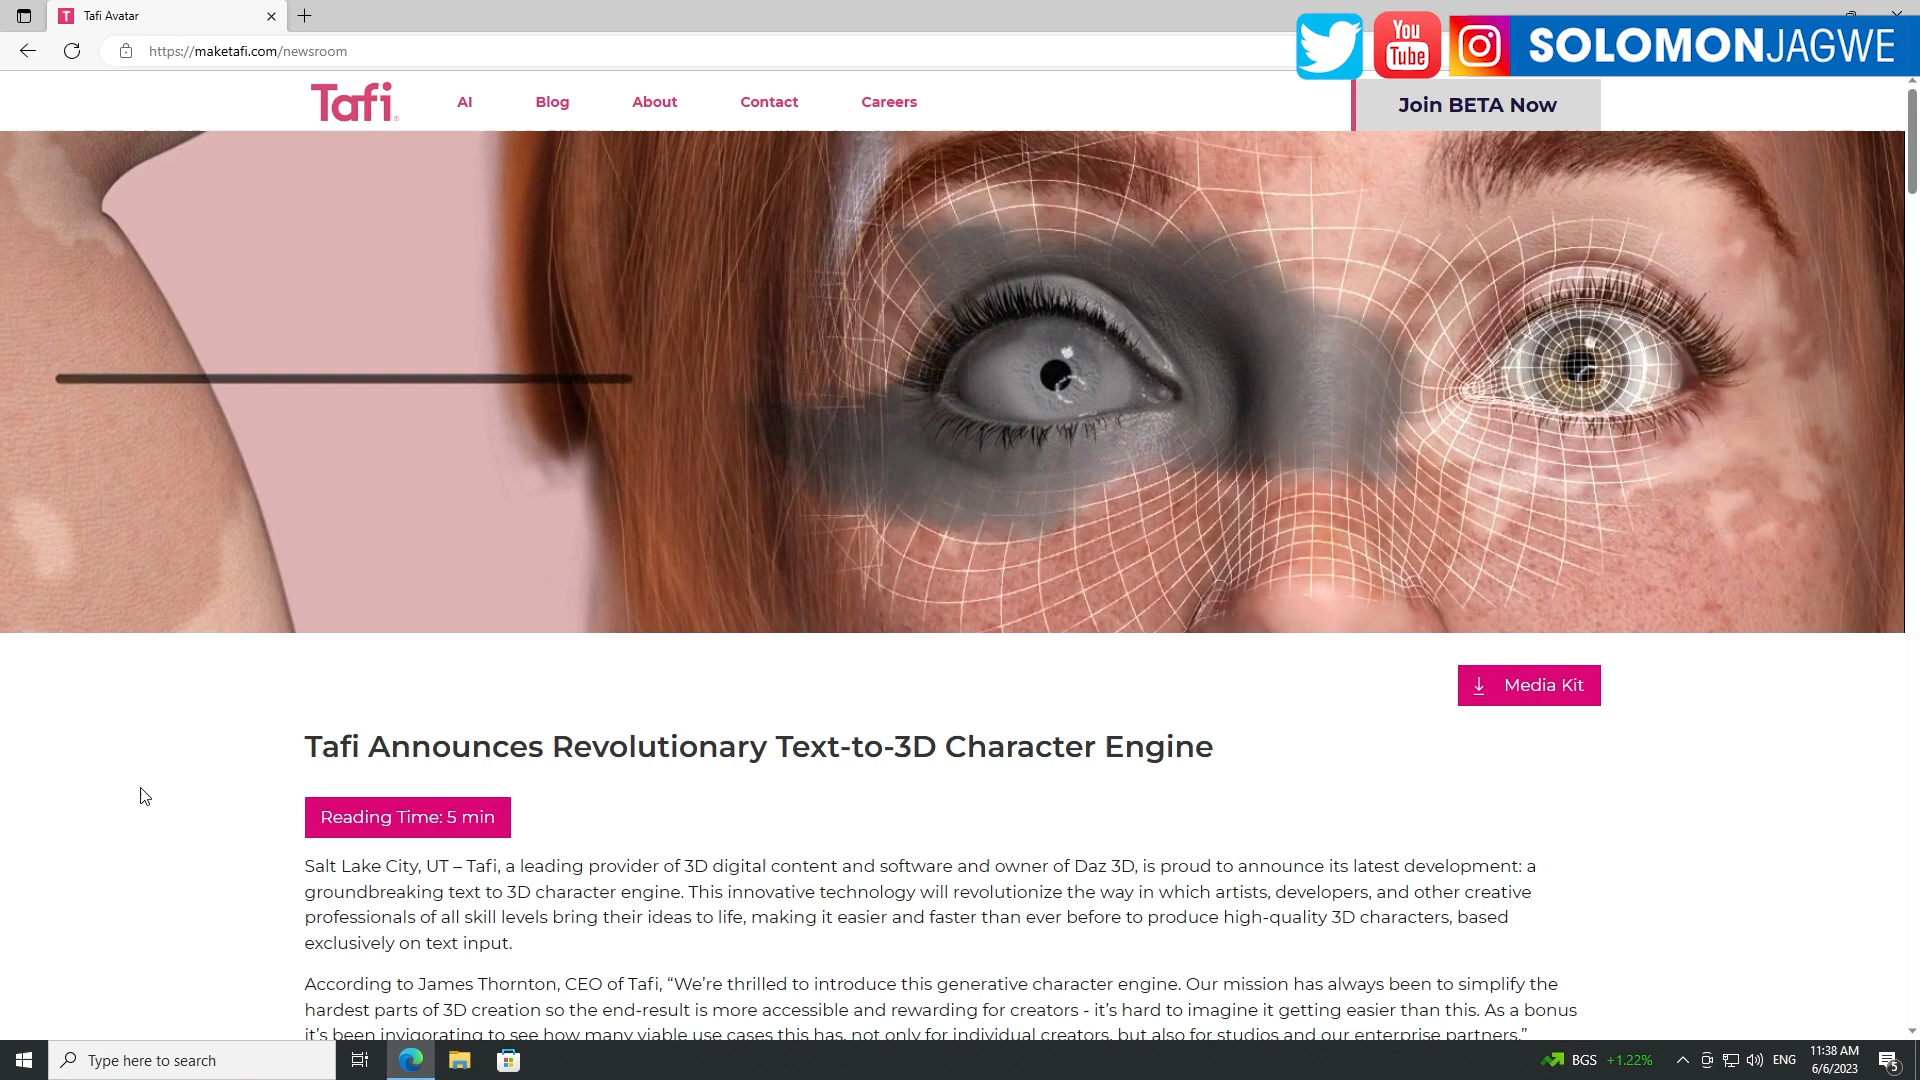 Tafi Avatar
https://maketafi.com/newsroom
You
Tube
SOLOMONJAGWE
Tafi
AI
Blog
About
Contact
Careers
Join BETA Now
Media Kit
Tafi Announces Revolutionary Text-to-3D Character Engine
Reading Time: 5 min
Salt Lake City, UT – Tafi, a leading provider of 3D digital content and software and owner of Daz 3D, is proud to announce its latest development: a
groundbreaking text to 3D character engine. This innovative technology will revolutionize the way in which artists, developers, and other creative
professionals of all skill levels bring their ideas to life, making it easier and faster than ever before to produce high-quality 3D characters, based
exclusively on text input.
According to James Thornton, CEO of Tafi, “We’re thrilled to introduce this generative character engine. Our mission has always been to simplify the
hardest parts of 3D creation so the end-result is more accessible and rewarding for creators - it’s hard to imagine it getting easier than this. As a bonus
it’s been invigorating to see how many viable use cases this has, not only for individual creators, but also for studios and our enterprise partners.”
Type here to search
BGS +1.22%
ENG
11:38 AM
6/6/2023
5